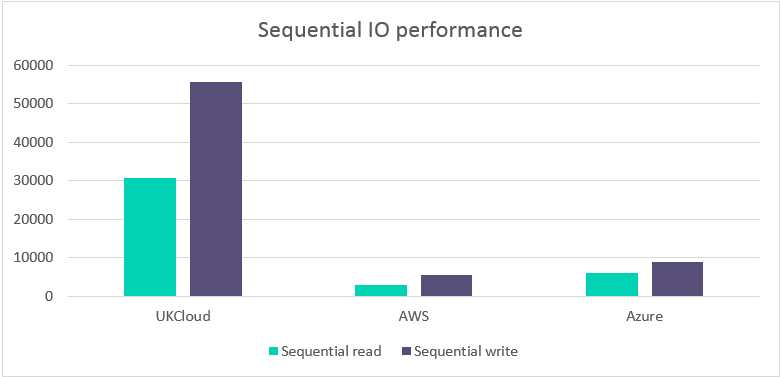 Sequential IO performance
60000
50000
40000
30000
20000
10000
0
UKCloud AWS Azure
Sequential read Sequential write